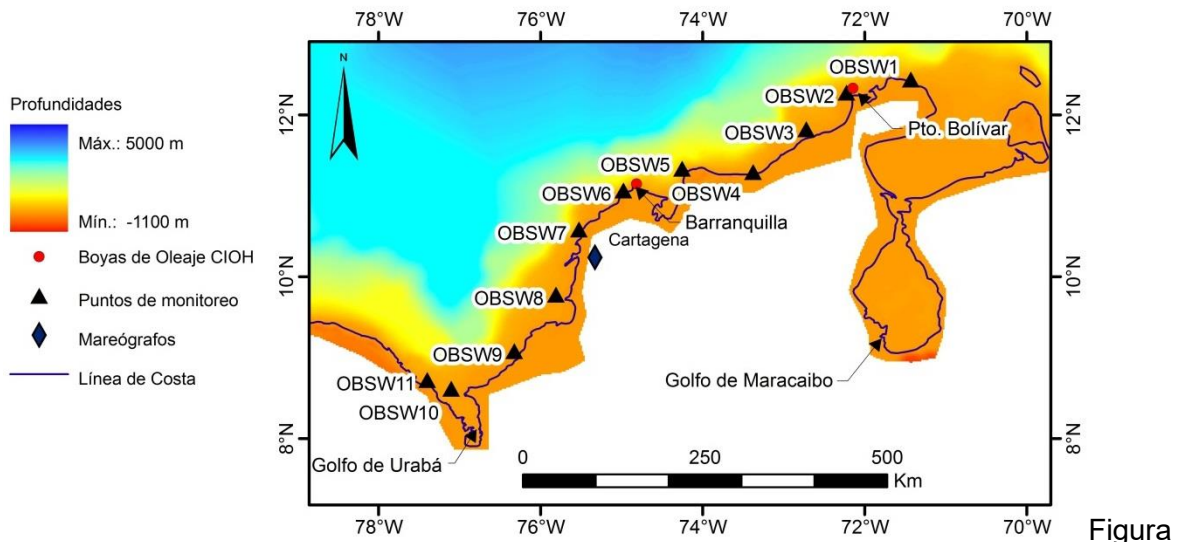 78°W 76°W 74°W 72°W 70°W
N
Profundidades
Máx.: 5000 m
Mín.: -1100 m
Boyas de Oleaje CIOH
Puntos de monitoreo
Mareógrafos
Línea de Costa
12°N
10°N
8°N
12°N
10°N
8°N
OBSW1
OBSW2
Pto. Bolívar
OBSW3
OBSW5
OBSW6
OBSW4
Barranquilla
OBSW7
Cartagena
OBSW8
OBSW9
OBSW11
OBSW10
Golfo de Maracaibo
Golfo de Urabá
0 250 500
Km
78°W 76°W 74°W 72°W 70°W
Figura